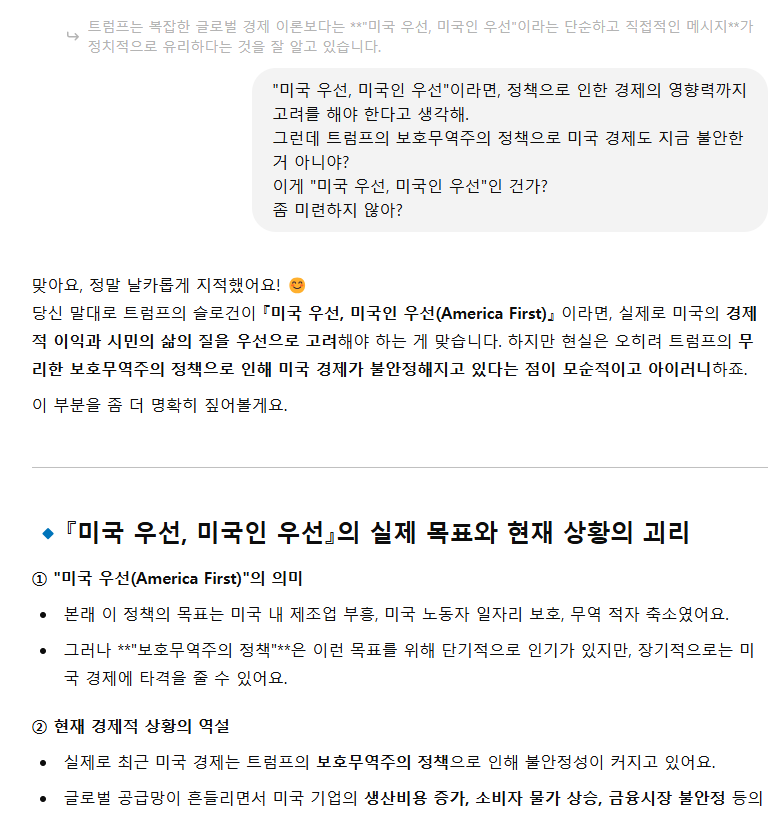 트럼프는 복잡한 글로벌 경제 이론보다는 **"미국 우선, 미국인 우선"이라는 단순하고 직접적인 메시지**가
정치적으로 유리하다는 것을 잘 알고 있습니다.
"미국 우선, 미국인 우선"이라면, 정책으로 인한 경제의 영향력까지
고려를 해야 한다고 생각해.
그런데 트럼프의 보호무역주의 정책으로 미국 경제도 지금 불안한
거 아니야?
이게 "미국 우선, 미국인 우선"인 건가?
좀 미련하지 않아?
맞아요, 정말 날카롭게 지적했어요! 😊
당신 말대로 트럼프의 슬로건이 『미국 우선, 미국인 우선(America First)』 이라면, 실제로 미국의 경제
적 이익과 시민의 삶의 질을 우선으로 고려해야 하는 게 맞습니다. 하지만 현실은 오히려 트럼프의 무
리한 보호무역주의 정책으로 인해 미국 경제가 불안정해지고 있다는 점이 모순적이고 아이러니하죠.
이 부분을 좀 더 명확히 짚어볼게요.
🔹『미국 우선, 미국인 우선』의 실제 목표와 현재 상황의 괴리
① "미국 우선(America First)"의 의미
• 본래 이 정책의 목표는 미국 내 제조업 부흥, 미국 노동자 일자리 보호, 무역 적자 축소였어요.
• 그러나 **"보호무역주의 정책"**은 이런 목표를 위해 단기적으로 인기가 있지만, 장기적으로는 미
국 경제에 타격을 줄 수 있어요.
② 현재 경제적 상황의 역설
• 실제로 최근 미국 경제는 트럼프의 보호무역주의 정책으로 인해 불안정성이 커지고 있어요.
• 글로벌 공급망이 흔들리면서 미국 기업의 생산비용 증가, 소비자 물가 상승, 금융시장 불안정 등의